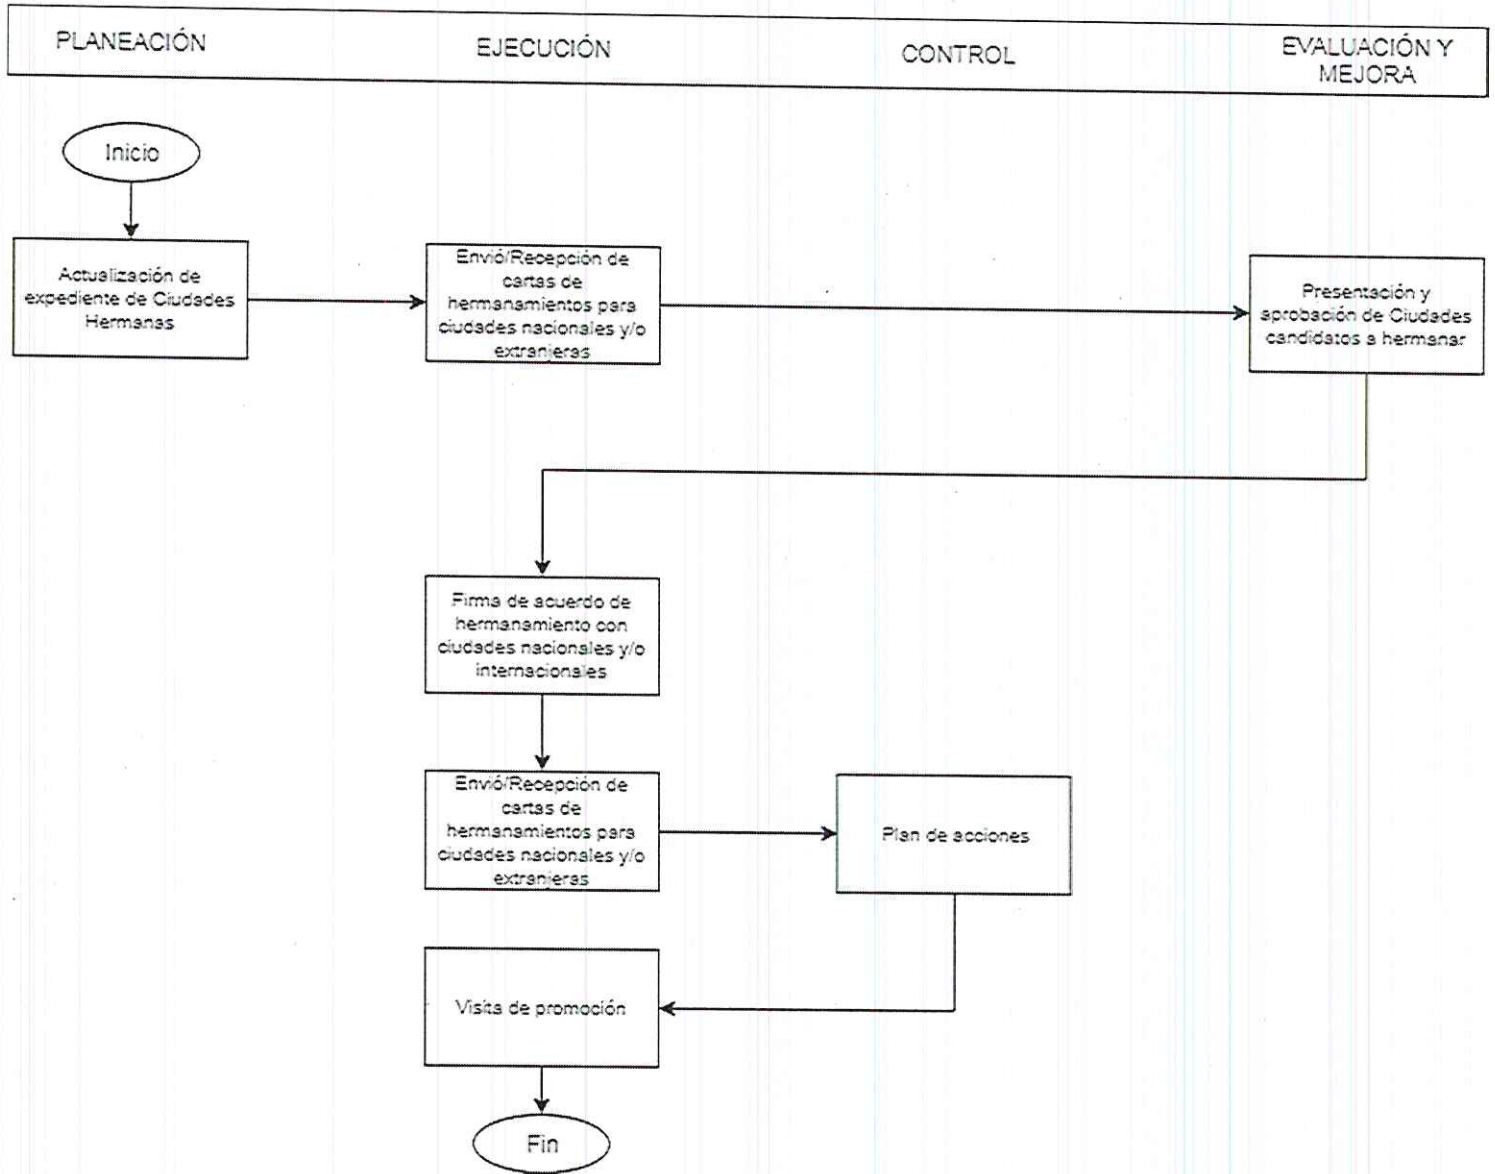 PLANEACIÓN
EJECUCIÓN
CONTROL
EVALUACIÓN Y
MEJORA
Inicio
Actualización de
expediente de Ciudades
Hermanas
Envió/Recepción de
cartas de
hermanamientos para
ciudades nacionales y/o
extranjeras
Presentación y
aprobación de Ciudades
candidatos a hermanar
Firma de acuerdo de
hermanamiento con
ciudades nacionales y/o
internacionales
Envió/Recepción de
cartas de
hermanamientos para
ciudades nacionales y/o
extranjeras
Plan de acciones
Visita de promoción
Fin